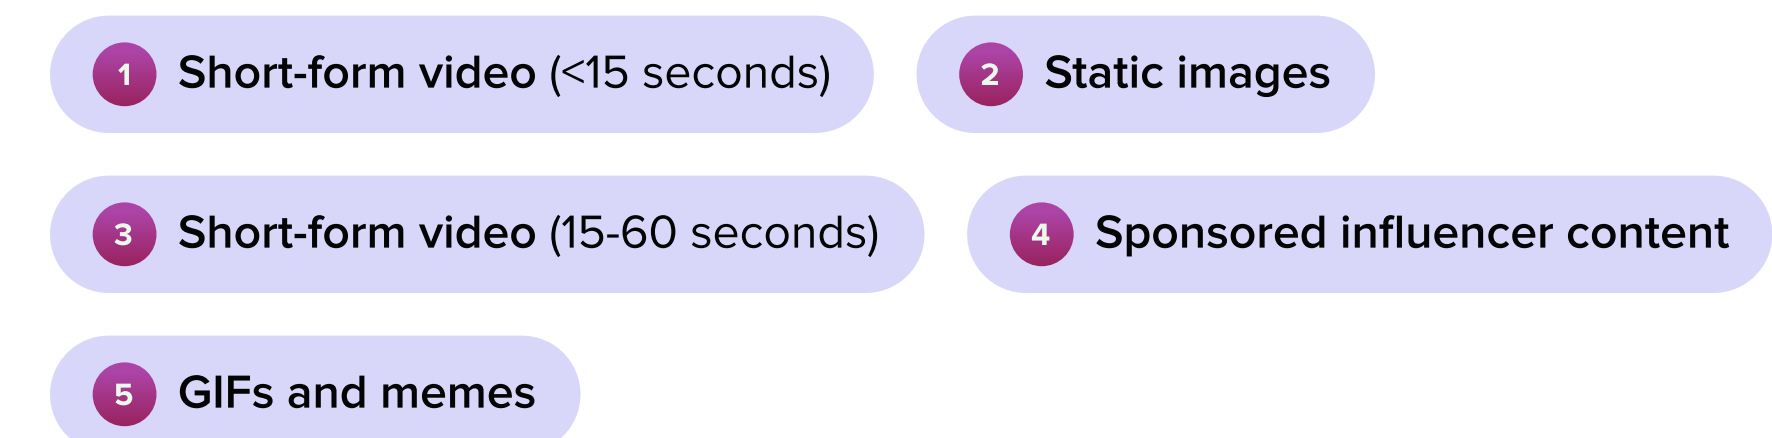 1 Short-form video (<15 seconds)
2 Static images
3 Short-form video (15-60 seconds)
4 Sponsored influencer content
5 GIFs and memes